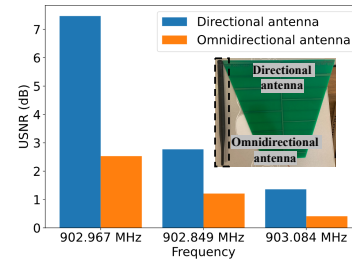 Directional antenna
Omnidirectional antenna
Directional
antenna
Omnidirectional
antenna
USNR (dB)
7
6
5
4
3
2
1
0
902.967 MHz 902.849 MHz 903.084 MHz
Frequency